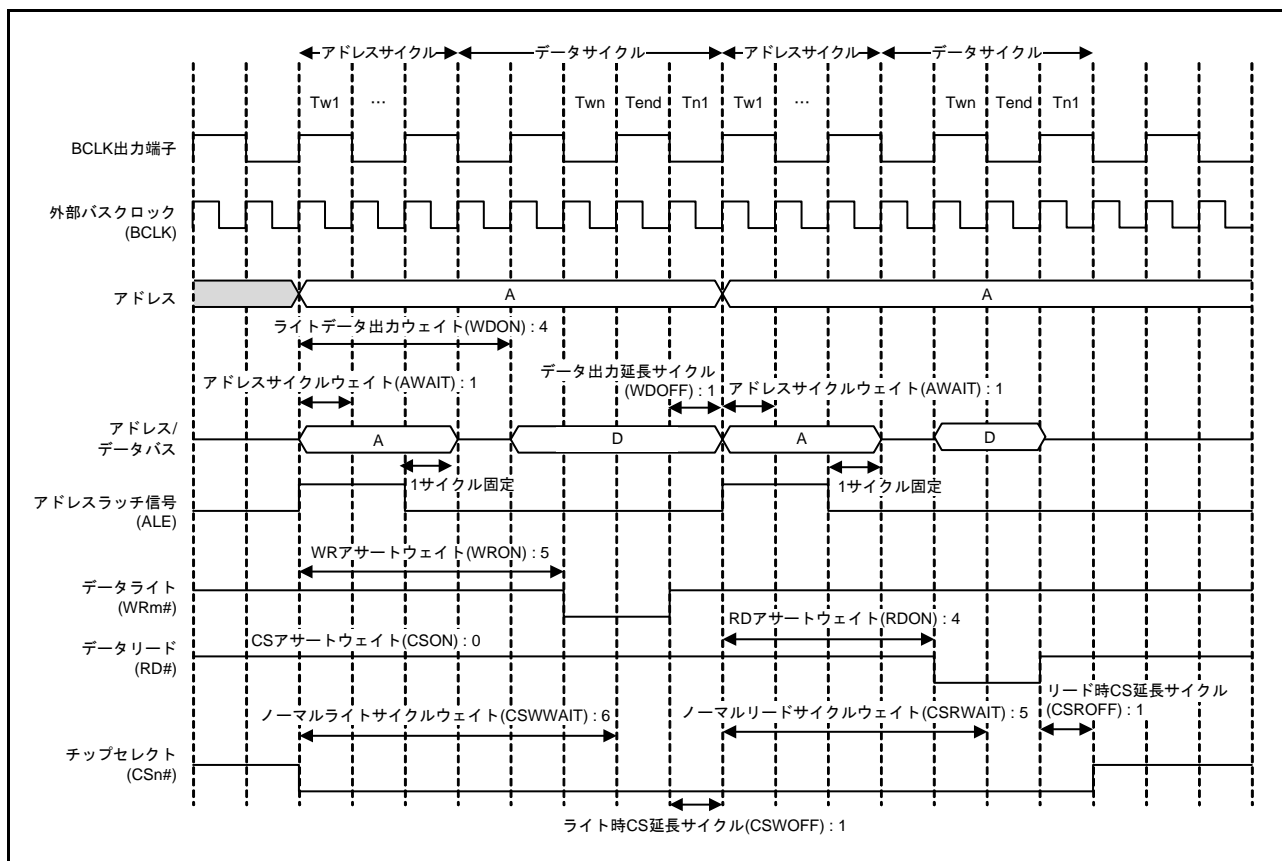 アドレスサイクル データサイクル アドレスサイクル データサイクル
Tw1 … Twn Tend Tn1 Tw1 … Twn Tend Tn1
BCLK出力端子
外部バスクロック
(BCLK)
アドレス A A
ライトデータ出力ウェイト(WDON) : 4
データ出力延長サイクル
(WDOFF) : 1
アドレスサイクルウェイト(AWAIT) : 1 アドレスサイクルウェイト(AWAIT) : 1
アドレス/
データバス
A D A D
1サイクル固定 1サイクル固定
アドレスラッチ信号
(ALE)
WRアサートウェイト(WRON) : 5
データライト
(WRm#)
RDアサートウェイト(RDON) : 4
CSアサートウェイト(CSON) : 0
データリード
(RD#)
リード時CS延長サイクル
(CSROFF) : 1
ノーマルライトサイクルウェイト(CSWWAIT) : 6 ノーマルリードサイクルウェイト(CSRWAIT) : 5
チップセレクト
(CSn#)
ライト時CS延長サイクル(CSWOFF) : 1